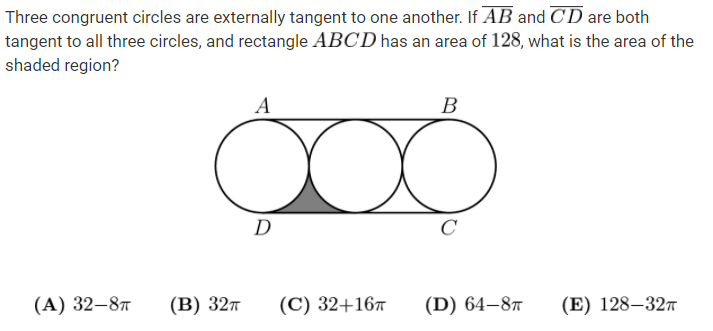 Three congruent circles are externally tangent to one another. If \(\overline{AB}\) and \(\overline{CD}\) are both
tangent to all three circles, and rectangle \(ABCD\) has an area of 128, what is the area of the
shaded region?
A B
D C
(A) 32−8π (B) 32π (C) 32+16π (D) 64−8π (E) 128−32π